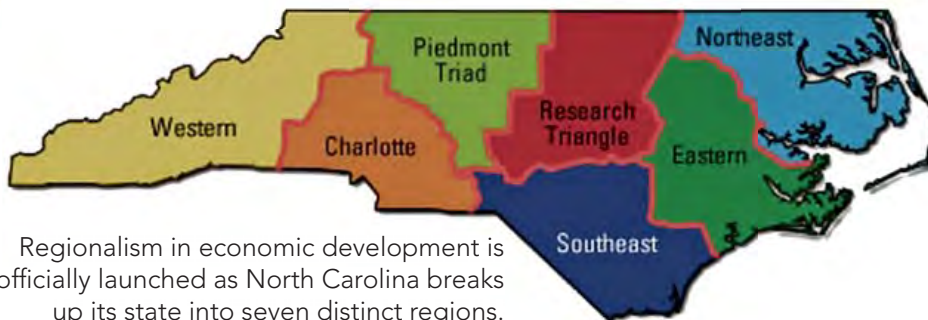 Northeast
Piedmont
Triad
Research
Triangle
Western
Charlotte
Eastern
Southeast
Regionalism in economic development is
officially launched as North Carolina breaks
up its state into seven distinct regions.